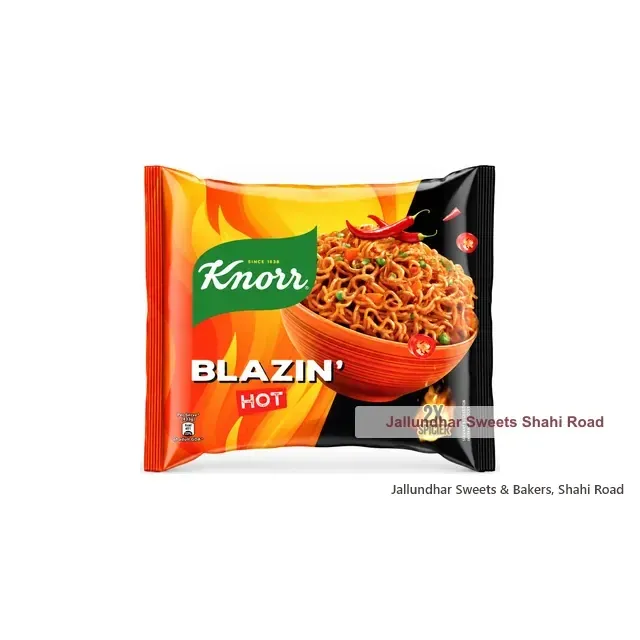 SINCE 1838
Knorr
BLAZIN'
HOT
2X
SPICIER
Jallundhar Sweets Shahi Road
Jallundhar Sweets & Bakers, Shahi Road